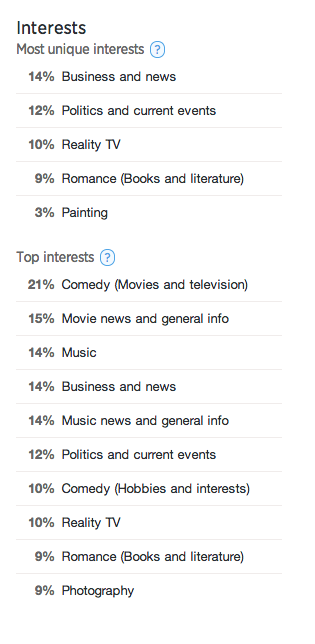 Interests
Most unique interests ?
14% Business and news
12% Politics and current events
10% Reality TV
9% Romance (Books and literature)
3% Painting
Top interests ?
21% Comedy (Movies and television)
15% Movie news and general info
14% Music
14% Business and news
14% Music news and general info
12% Politics and current events
10% Comedy (Hobbies and interests)
10% Reality TV
9% Romance (Books and literature)
9% Photography